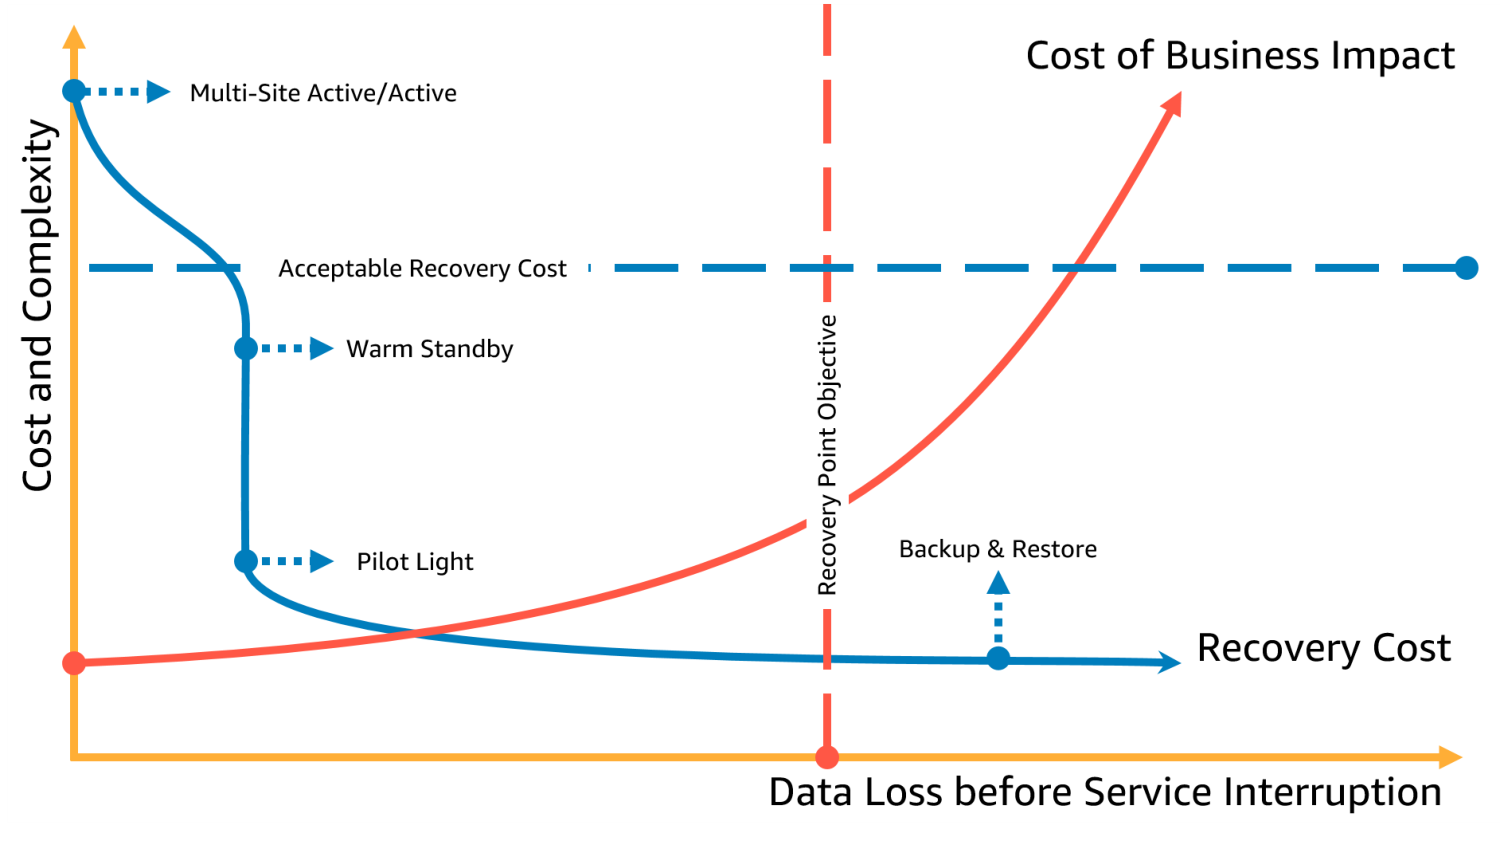 Cost of Business Impact
Multi-Site Active/Active
Cost and Complexity
Acceptable Recovery Cost
Warm Standby
Recovery Point Objective
Backup & Restore
Pilot Light
Recovery Cost
Data Loss before Service Interruption